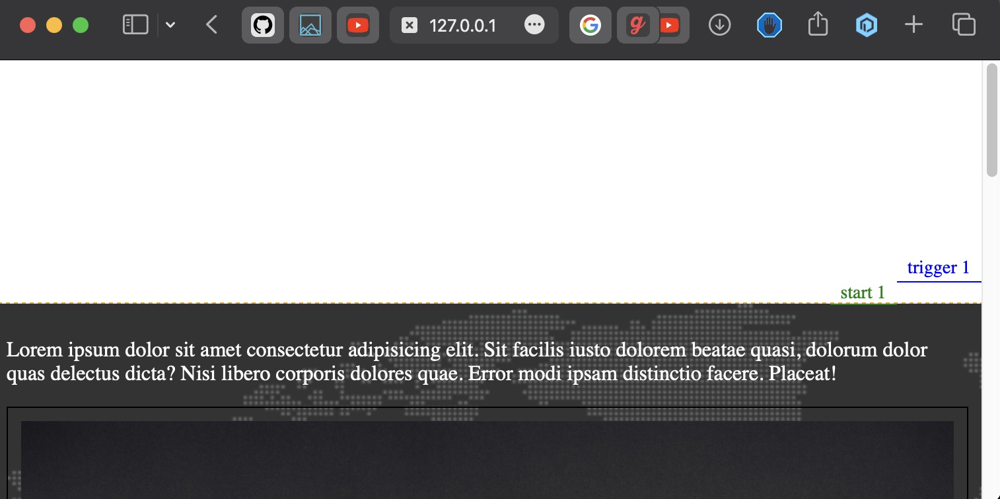 127.0.0.1
trigger 1
start 1
Lorem ipsum dolor sit amet consectetur adipisicing elit. Sit facilis iusto dolorem beatae quasi, dolorum dolor
quas delectus dicta? Nisi libero corporis dolores quae. Error modi ipsam distinctio facere. Placeat!